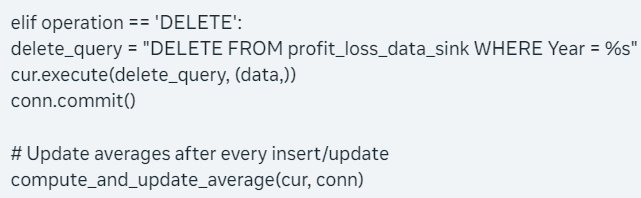 elif operation == 'DELETE':
delete_query = "DELETE FROM profit_loss_data_sink WHERE Year = %s"
cur.execute(delete_query, (data,))
conn.commit()

# Update averages after every insert/update
compute_and_update_average(cur, conn)